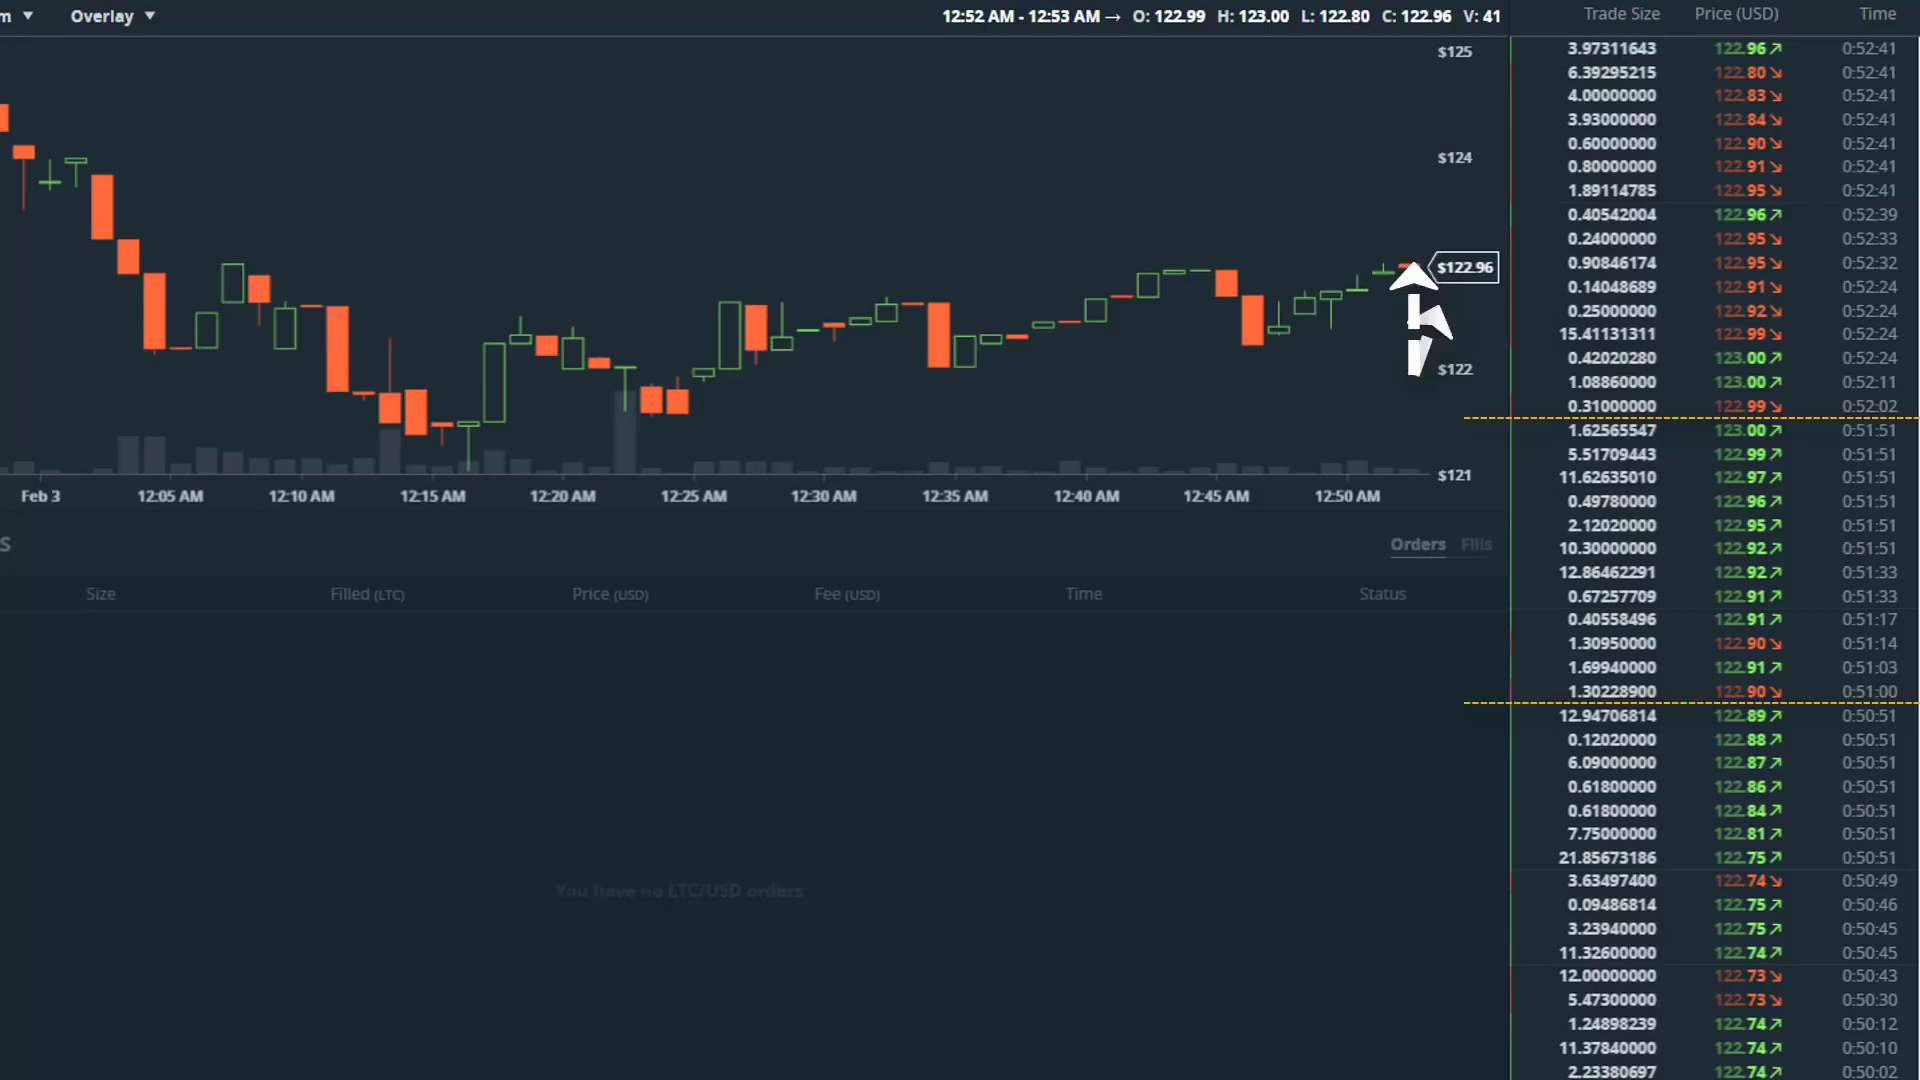 m ▼ Overlay ▼ 12:52 AM - 12:53 AM → O: 122.99 H: 123.00 L: 122.80 C: 122.96 V: 41
$125
$124
$122.96
$122
$121
Feb 3 12:05 AM 12:10 AM 12:15 AM 12:20 AM 12:25 AM 12:30 AM 12:35 AM 12:40 AM 12:45 AM 12:50 AM
S Orders Fills
Size Filled (LTC) Price (USD) Fee (USD) Time Status
You have no LTC/USD orders
Trade Size Price (USD) Time
3.97311643 122.96↗ 0:52:41
6.39295215 122.80↘ 0:52:41
4.00000000 122.83↘ 0:52:41
3.93000000 122.84↘ 0:52:41
0.60000000 122.90↘ 0:52:41
0.80000000 122.91↘ 0:52:41
1.89114785 122.95↘ 0:52:41
0.40542004 122.96↗ 0:52:39
0.24000000 122.95↘ 0:52:33
0.90846174 122.95↘ 0:52:32
0.14048689 122.91↘ 0:52:24
0.25000000 122.92↘ 0:52:24
15.41131311 122.99↘ 0:52:24
0.42020280 123.00↗ 0:52:24
1.08860000 123.00↗ 0:52:11
0.31000000 122.99↘ 0:52:02
1.62565547 123.00↗ 0:51:51
5.51709443 122.99↗ 0:51:51
11.62635010 122.97↗ 0:51:51
0.49780000 122.96↗ 0:51:51
2.12020000 122.95↗ 0:51:51
10.30000000 122.92↗ 0:51:51
12.86462291 122.92↗ 0:51:33
0.67257709 122.91↗ 0:51:33
0.40558496 122.91↗ 0:51:17
1.30950000 122.90↘ 0:51:14
1.69940000 122.91↗ 0:51:03
1.30228900 122.90↘ 0:51:00
12.94706814 122.89↗ 0:50:51
0.12020000 122.88↗ 0:50:51
6.09000000 122.87↗ 0:50:51
0.61800000 122.86↗ 0:50:51
0.61800000 122.84↗ 0:50:51
7.75000000 122.81↗ 0:50:51
21.85673186 122.75↗ 0:50:51
3.63497400 122.74↘ 0:50:49
0.09486814 122.75↗ 0:50:46
3.23940000 122.75↗ 0:50:45
11.32600000 122.74↗ 0:50:45
12.00000000 122.73↘ 0:50:43
5.47300000 122.73↘ 0:50:30
1.24898239 122.74↗ 0:50:12
11.37840000 122.74↗ 0:50:10
2.23380697 122.74↗ 0:50:02